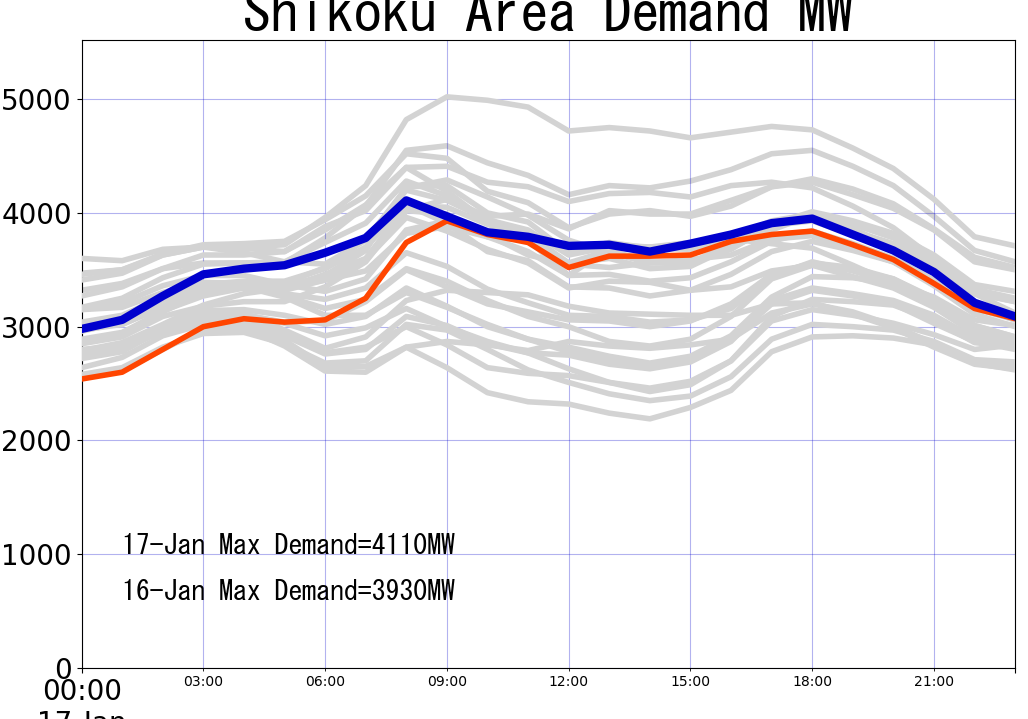 Shikoku Area Demand MW
5000
4000
3000
2000
1000
17-Jan Max Demand=4110MW
16-Jan Max Demand=3930MW
0
00:00 03:00 06:00 09:00 12:00 15:00 18:00 21:00
17Jan